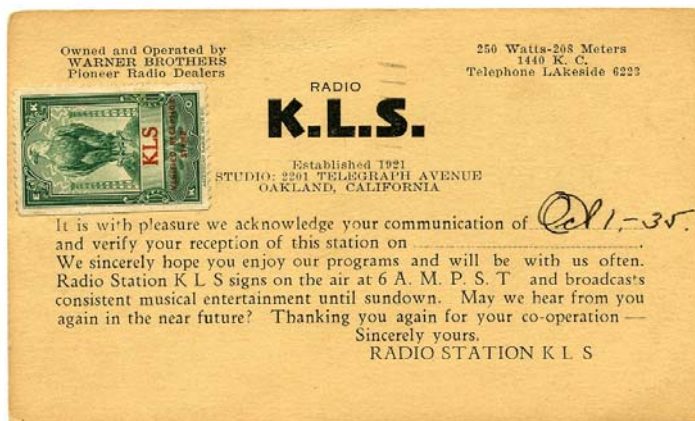 Owned and Operated by
WARNER BROTHERS
Pioneer Radio Dealers
250 Watts-208 Meters
1440 K. C.
Telephone LAkeside 6223
RADIO
K.L.S.
Established 1921
STUDIO: 2201 TELEGRAPH AVENUE
OAKLAND, CALIFORNIA
KLS
VERIFIED RECEPTION
STAMP
It is with pleasure we acknowledge your communication of Oct 1,-35.
and verify your reception of this station on
We sincerely hope you enjoy our programs and will be with us often.
Radio Station K L S signs on the air at 6 A. M. P. S. T and broadcasts
consistent musical entertainment until sundown. May we hear from you
again in the near future? Thanking you again for your co-operation —
Sincerely yours,
RADIO STATION K L S